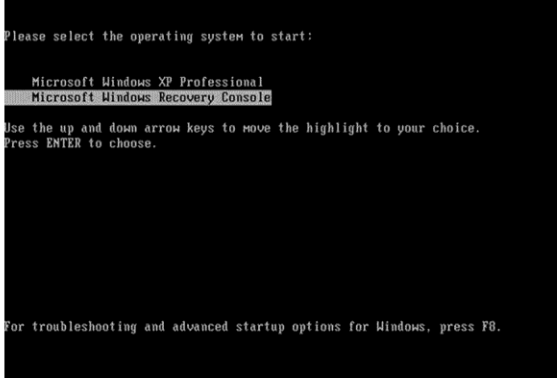 Please select the operating system to start:
Microsoft Windows XP Professional
Microsoft Windows Recovery Console
Use the up and down arrow keys to move the highlight to your choice.
Press ENTER to choose.
For troubleshooting and advanced startup options for Windows, press F8.